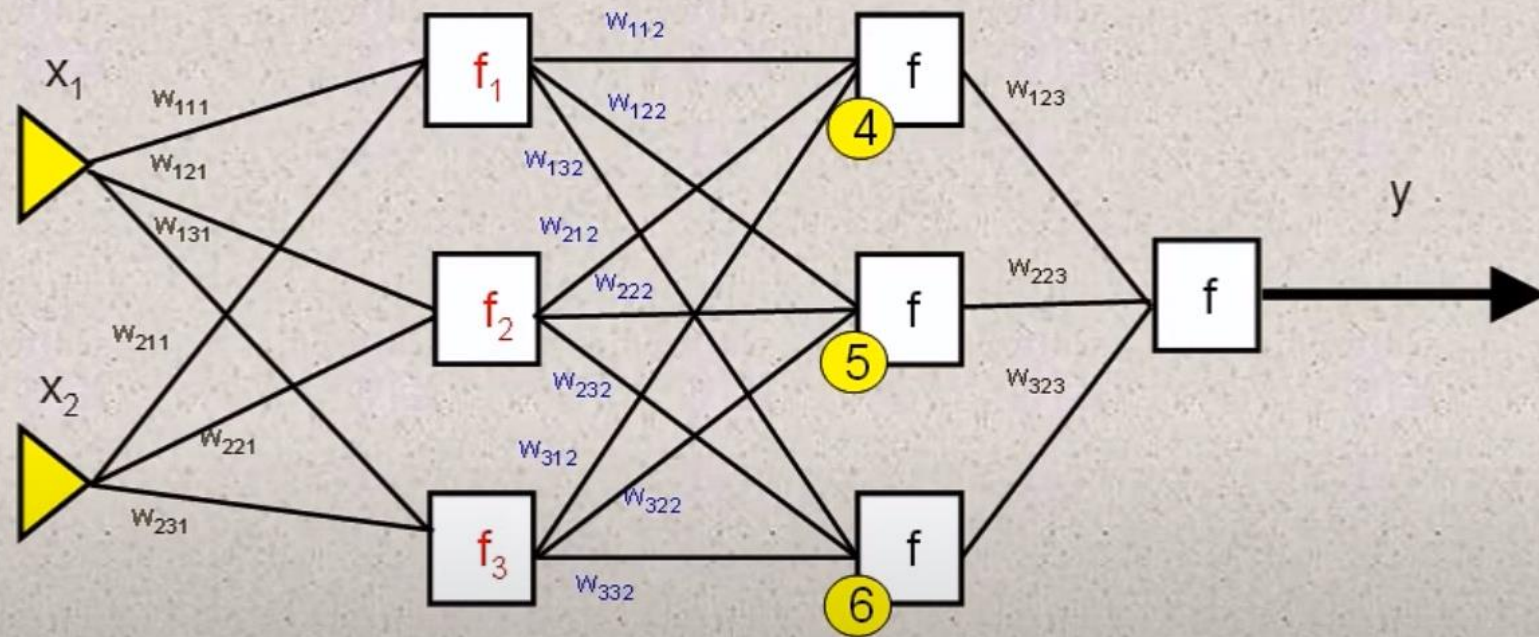 x₁
w₁₁₁
w₁₂₁
w₁₃₁
w₂₁₁
x₂
w₂₂₁
w₂₃₁
f₁
f₂
f₃
w₁₁₂
w₁₂₂
w₁₃₂
w₂₁₂
w₂₂₂
w₂₃₂
w₃₁₂
w₃₂₂
w₃₃₂
f
4
f
5
f
6
w₁₂₃
w₂₂₃
w₃₂₃
f
y